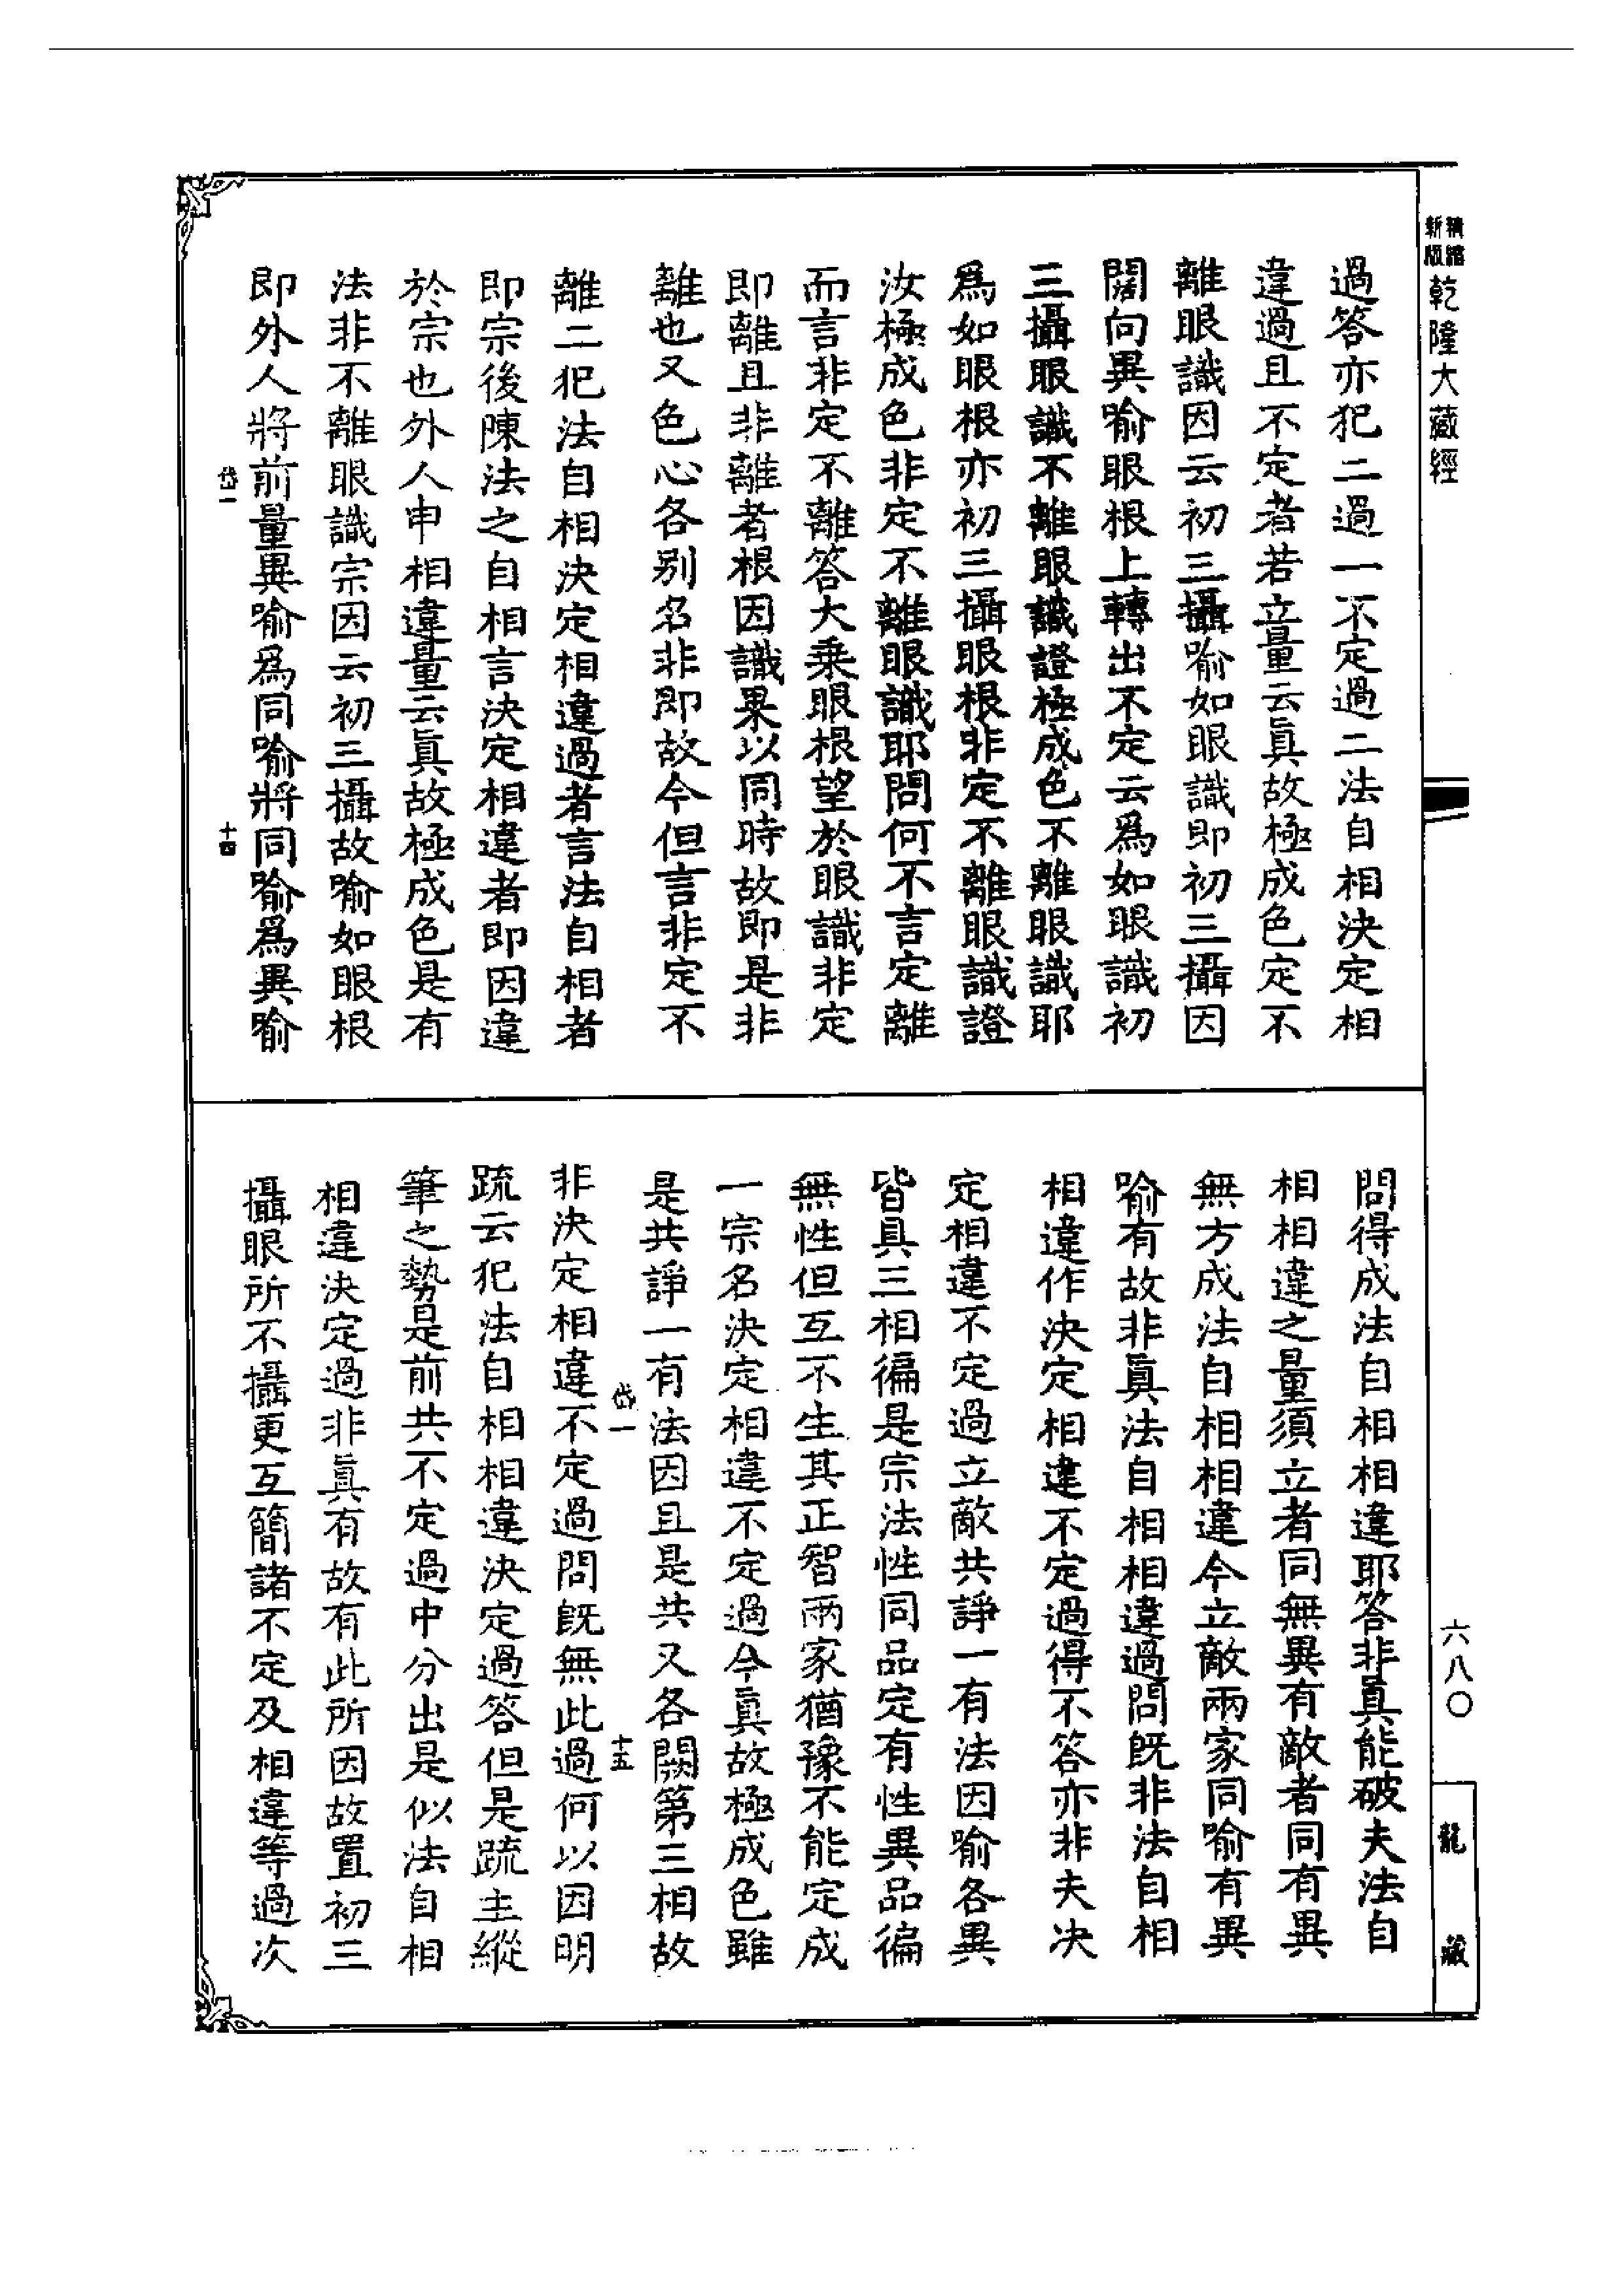 精縮新版乾隆大藏經
過答亦犯二過一不定過二法自相決定相
違過且不定者若立量云眞故極成色定不
離眼識因云初三攝喻如眼識即初三攝因
闊向異喻眼根上轉出不定云爲如眼識初
三攝眼識不離眼識證極成色不離眼識耶
爲如眼根亦初三攝眼根非定不離眼識證
汝極成色非定不離眼識耶問何不言定離
而言非定不離答大乘眼根望於眼識非定
即離且非離者根因識果以同時故即是非
離也又色心各別名非即故今但言非定不
離二犯法自相決定相違過者言法自相者
即宗後陳法之自相言決定相違者即因違
於宗也外人申相違量云眞故極成色是有
法非不離眼識宗因云初三攝故喻如眼根
即外人將前量異喻爲同喻將同喻爲異喻
岱一
十四
問得成法自相相違耶答非眞能破夫法自
相相違之量須立者同無異有敵者同有異
無方成法自相相違今立敵兩家同喻有異
喻有故非眞法自相相違過問旣非法自相
相違作決定相違不定過得不答亦非夫決
定相違不定過立敵共諍一有法因喻各異
皆具三相徧是宗法性同品定有性異品徧
無性但互不生其正智兩家猶豫不能定成
一宗名決定相違不定過今眞故極成色雖
是共諍一有法因且是共又各闕第三相故
岱一
十五
非決定相違不定過問旣無此過何以因明
疏云犯法自相相違決定過答但是疏主縱
筆之勢是前共不定過中分出是似法自相
相違決定過非眞有故有此所因故置初三
攝眼所不攝更互簡諸不定及相違等過次
六八〇
龍藏